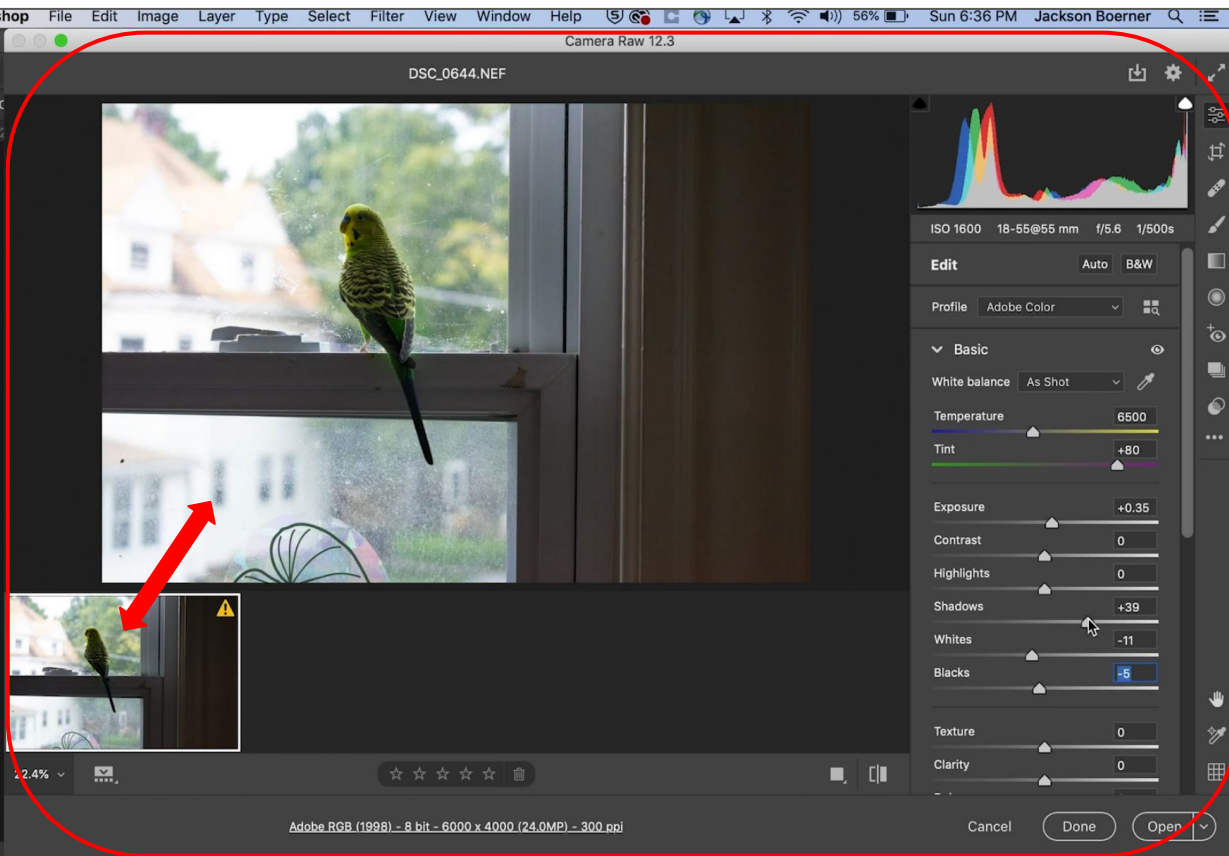 hop File Edit Image Layer Type Select Filter View Window Help 56% Sun 6:36 PM Jackson Boerner
Camera Raw 12.3
DSC_0644.NEF
ISO 1600 18-55@55 mm f/5.6 1/500s
Edit Auto B&W
Profile Adobe Color
Basic
White balance As Shot
Temperature 6500
Tint +80
Exposure +0.35
Contrast 0
Highlights 0
Shadows +39
Whites -11
Blacks -5
Texture 0
Clarity 0
22.4%
Adobe RGB (1998) - 8 bit - 6000 x 4000 (24.0MP) - 300 ppi
Cancel Done Open